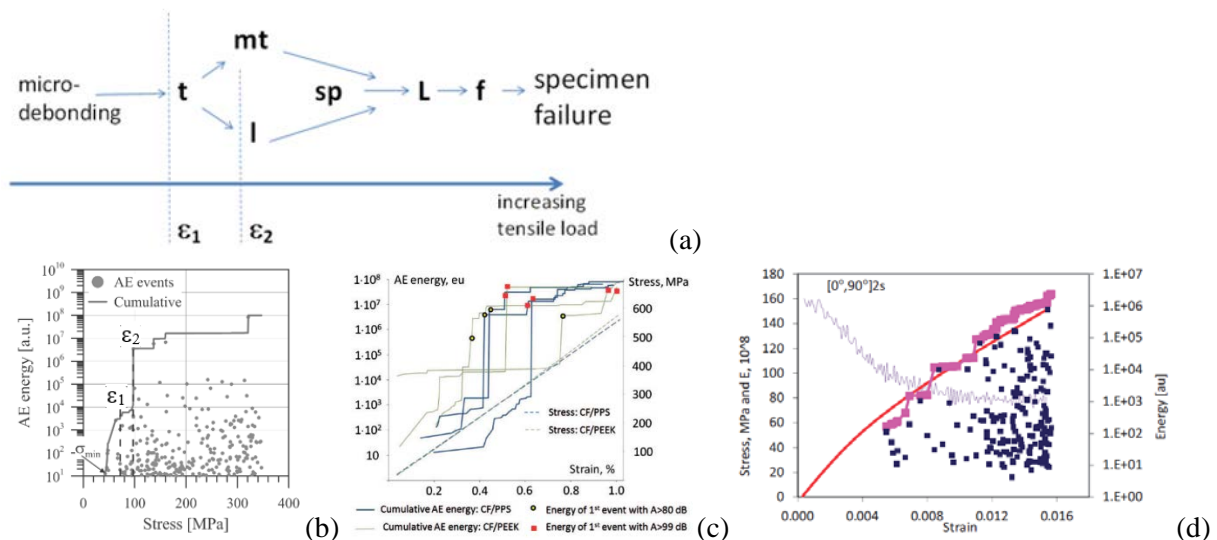 mt
micro-
debonding
t
sp
L
f
specimen
failure
l
increasing
tensile load
ε1
ε2
(a)
AE energy [a.u.]
10^10
10^9
10^8
10^7
10^6
10^5
10^4
10^3
10^2
10^1
AE events
Cumulative
ε2
ε1
σmin
0 100 200 300 400
Stress [MPa]
(b)
1·10^8
1·10^7
1·10^6
1·10^5
1·10^4
1·10^2
1·10^2
10
AE energy, eu
Stress, MPa
600
500
400
300
200
100
Stress: CF/PPS
Stress: CF/PEEK
Strain, %
0.2 0.4 0.6 0.8 1.0
Cumulative AE energy: CF/PPS
Energy of 1st event with A>80 dB
Cumulative AE energy: CF/PEEK
Energy of 1st event with A>99 dB
(c)
Stress, MPa and E, 10^8
180
160
140
120
100
80
60
40
20
0
[0°,90°]2s
1.E+07
1.E+06
1.E+05
1.E+04
1.E+03
1.E+02
1.E+01
1.E+00
Energy [au]
0.000 0.004 0.008 0.012 0.016
Strain
(d)